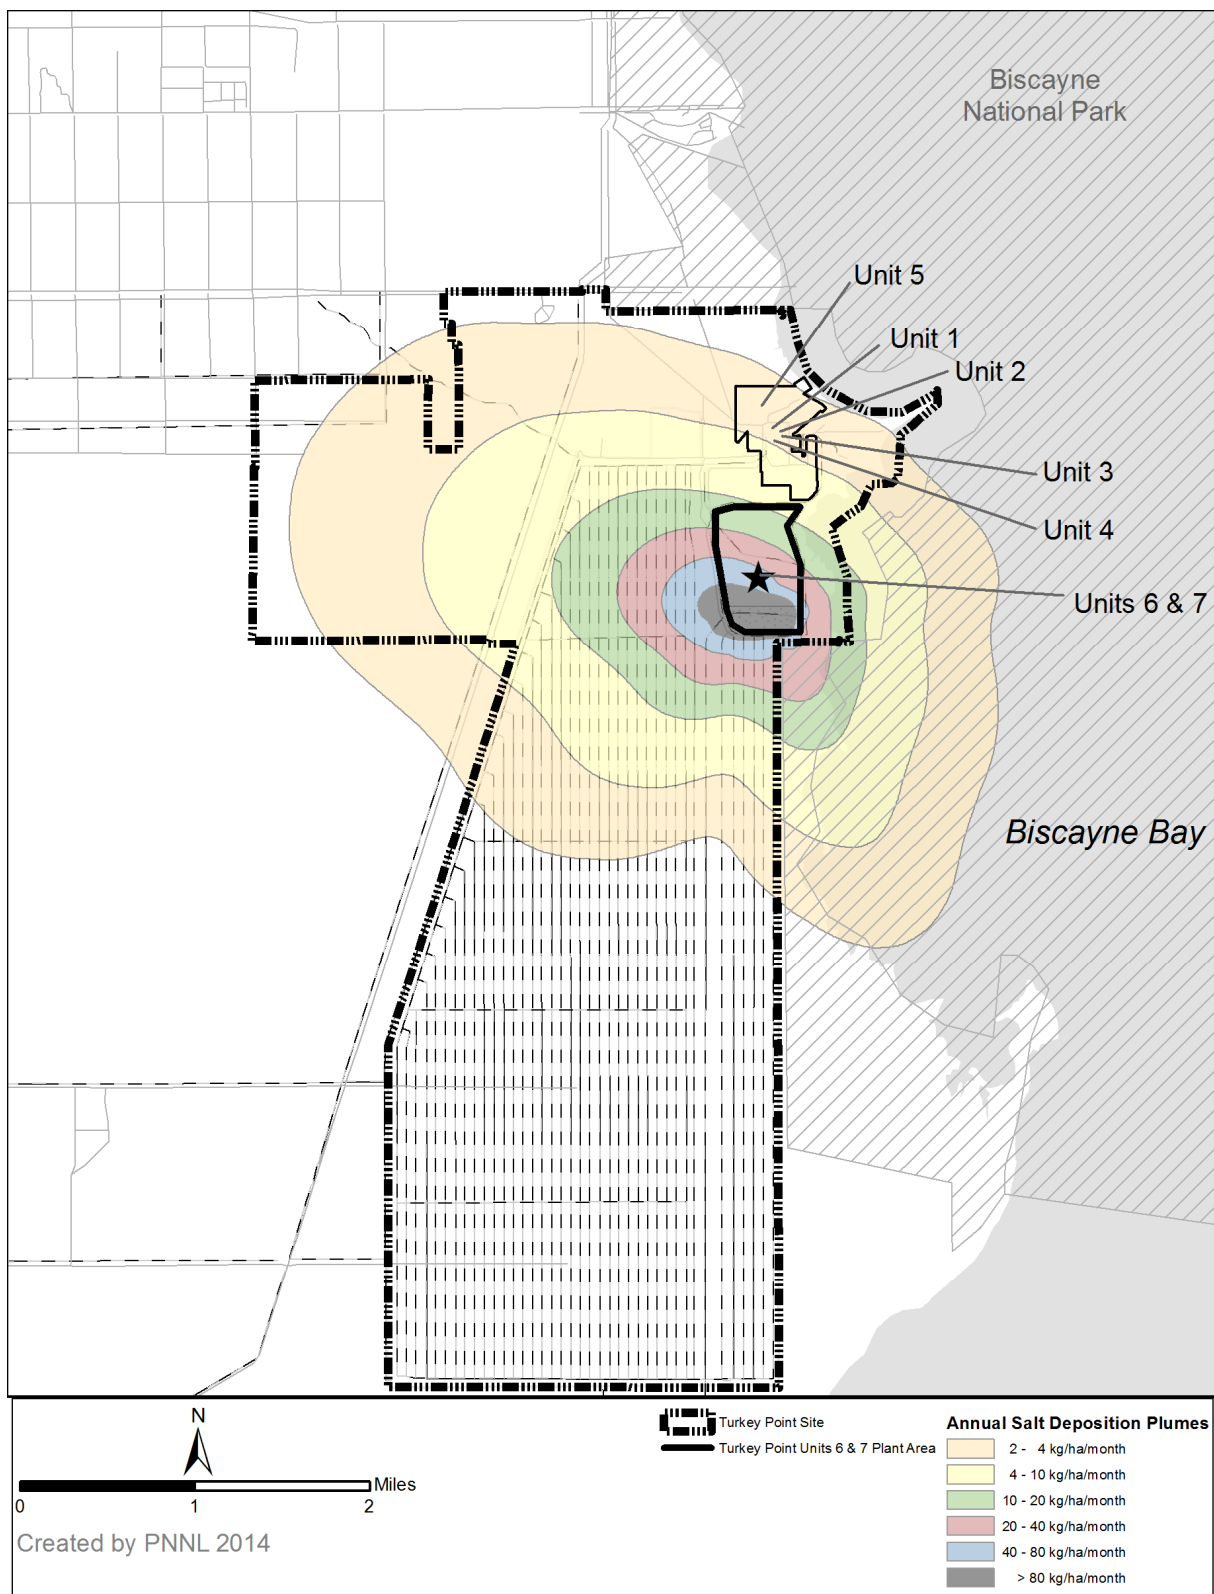 Biscayne
National Park
Unit 5
Unit 1
Unit 2
Unit 3
Unit 4
Units 6 & 7
Biscayne Bay
N
Miles
0 1 2
Created by PNNL 2014
Turkey Point Site
Turkey Point Units 6 & 7 Plant Area
Annual Salt Deposition Plumes
2 - 4 kg/ha/month
4 - 10 kg/ha/month
10 - 20 kg/ha/month
20 - 40 kg/ha/month
40 - 80 kg/ha/month
> 80 kg/ha/month